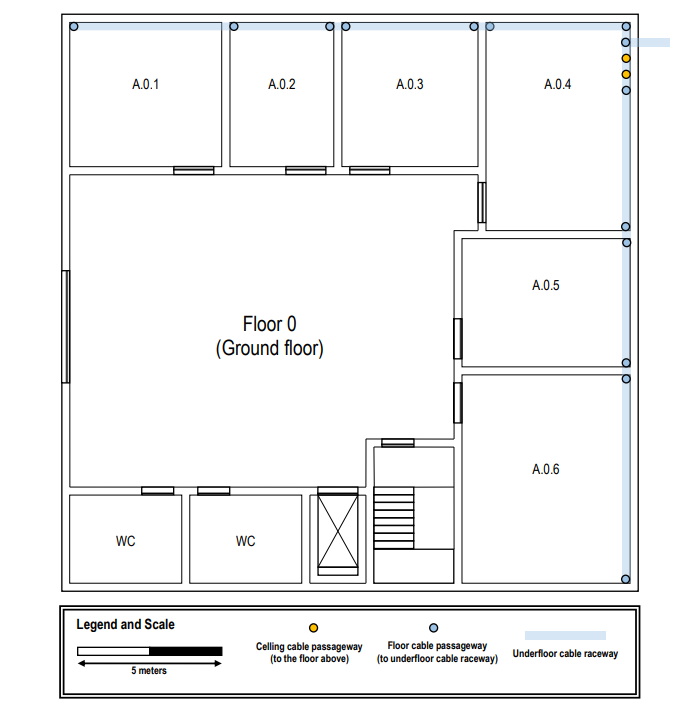 A.0.1
A.0.2
A.0.3
A.0.4
A.0.5
Floor 0
(Ground floor)
A.0.6
WC
WC
Legend and Scale
5 meters
Celling cable passageway
(to the floor above)
Floor cable passageway
(to underfloor cable raceway)
Underfloor cable raceway